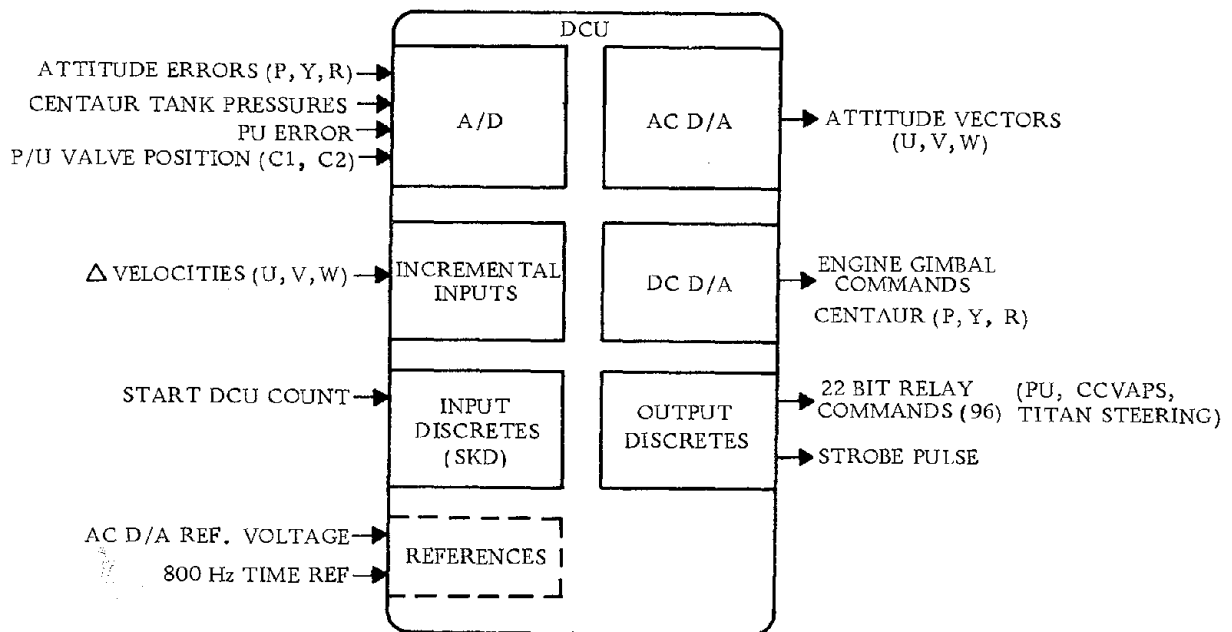 DCU
ATTITUDE ERRORS (P, Y, R)
CENTAUR TANK PRESSURES
PU ERROR
P/U VALVE POSITION (C1, C2)
A/D
AC D/A
ATTITUDE VECTORS
(U, V, W)
Δ VELOCITIES (U, V, W)
INCREMENTAL
INPUTS
DC D/A
ENGINE GIMBAL
COMMANDS
CENTAUR (P, Y, R)
START DCU COUNT
INPUT
DISCRETES
(SKD)
OUTPUT
DISCRETES
22 BIT RELAY (PU, CCVAPS,
COMMANDS (96) TITAN STEERING)
STROBE PULSE
AC D/A REF. VOLTAGE
800 Hz TIME REF
REFERENCES